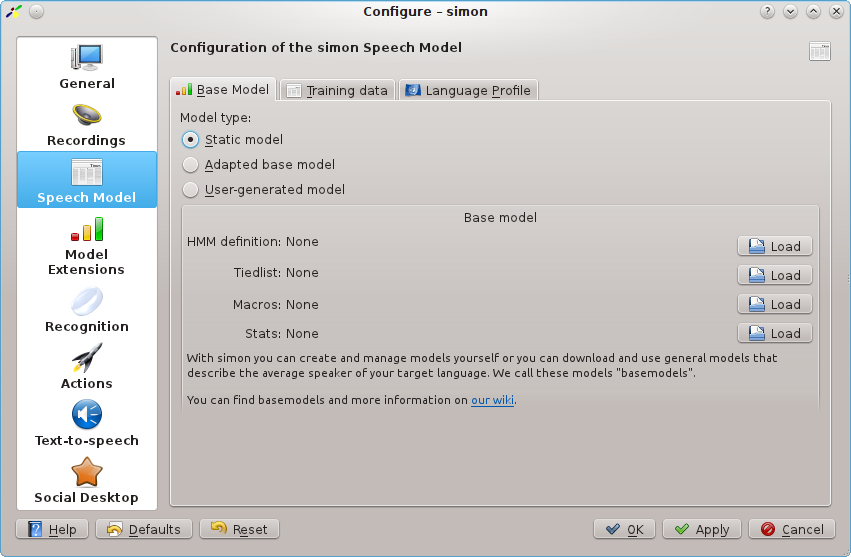 Configure – simon
General
Recordings
Speech Model
Model
Extensions
Recognition
Actions
Text-to-speech
Social Desktop
Configuration of the simon Speech Model
Base Model Training data Language Profile
Model type:
Static model
Adapted base model
User-generated model
Base model
HMM definition: None Load
Tiedlist: None Load
Macros: None Load
Stats: None Load
With simon you can create and manage models yourself or you can download and use general models that
describe the average speaker of your target language. We call these models "basemodels".
You can find basemodels and more information on our wiki.
Help Defaults Reset OK Apply Cancel